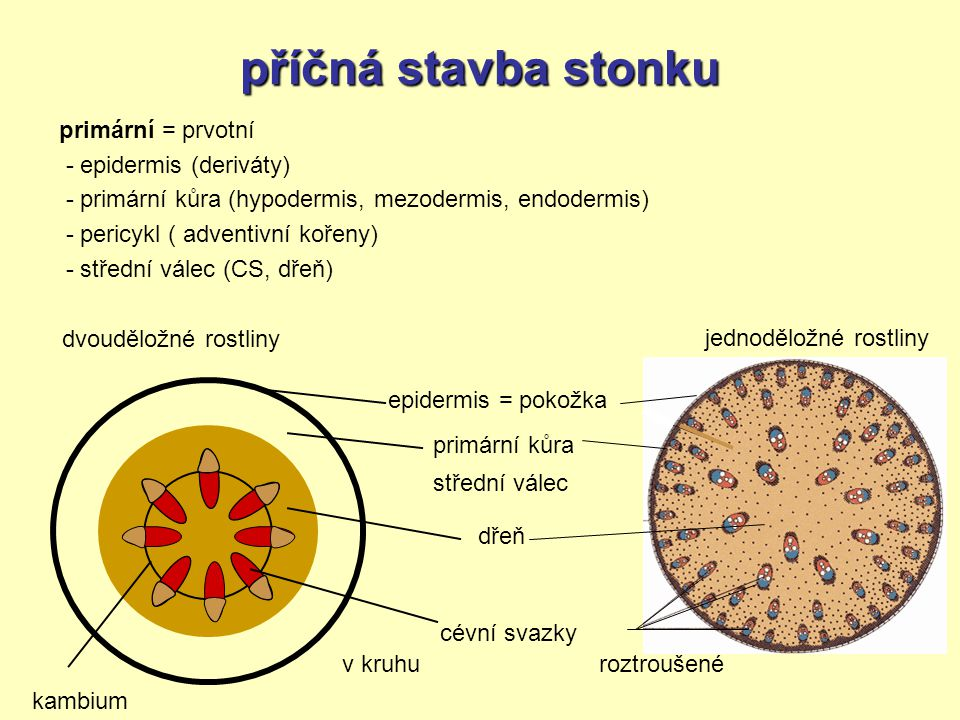 příčná stavba stonku
primární = prvotní
- epidermis (deriváty)
- primární kůra (hypodermis, mezodermis, endodermis)
- pericykl ( adventivní kořeny)
- střední válec (CS, dřeň)
dvouděložné rostliny
jednoděložné rostliny
epidermis = pokožka
primární kůra
střední válec
dřeň
cévní svazky
v kruhu
roztroušené
kambium